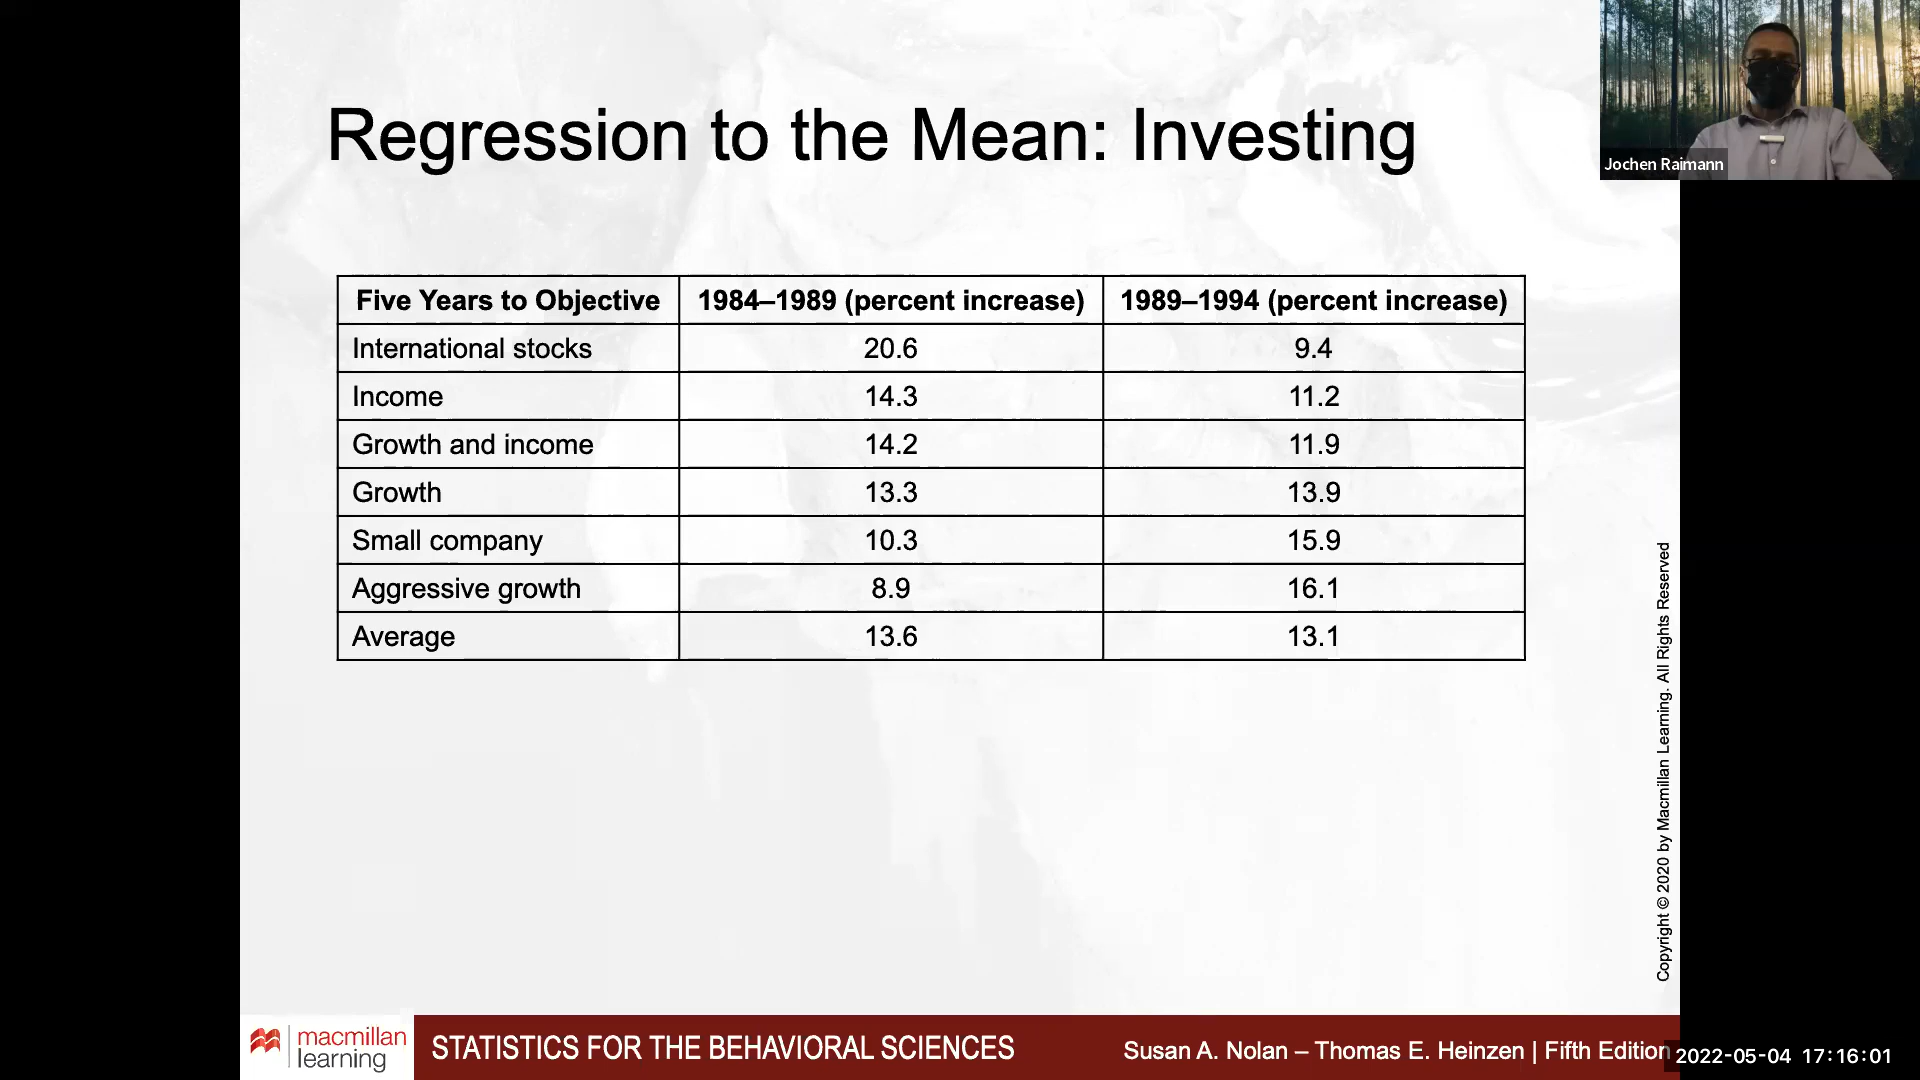 Regression to the Mean: Investing
Jochen Raimann
Five Years to Objective 1984–1989 (percent increase) 1989–1994 (percent increase)
International stocks 20.6 9.4
Income 14.3 11.2
Growth and income 14.2 11.9
Growth 13.3 13.9
Small company 10.3 15.9
Aggressive growth 8.9 16.1
Average 13.6 13.1
Copyright © 2020 by Macmillan Learning. All Rights Reserved
macmillan
learning
STATISTICS FOR THE BEHAVIORAL SCIENCES
Susan A. Nolan – Thomas E. Heinzen | Fifth Edition
2022-05-04 17:16:01